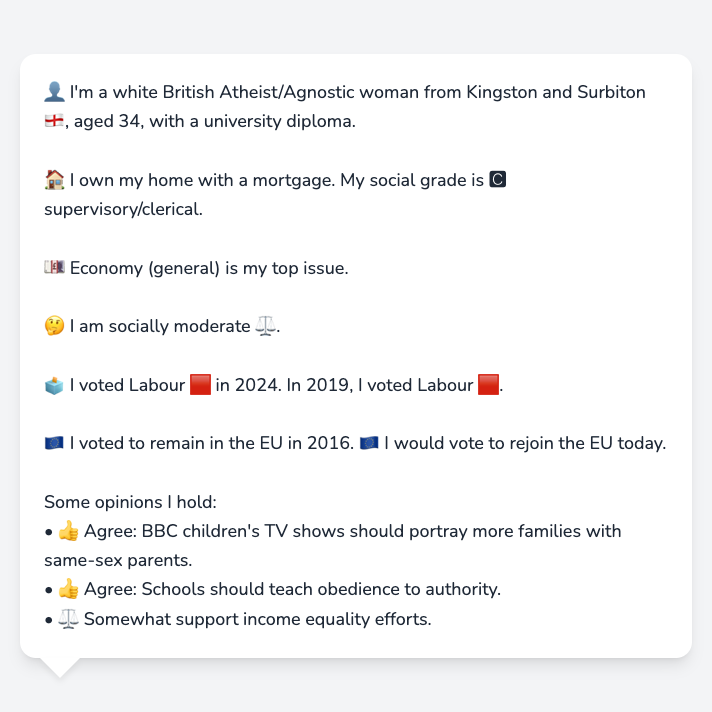 👤 I'm a white British Atheist/Agnostic woman from Kingston and Surbiton
🏴󠁧󠁢󠁥󠁮󠁧󠁿, aged 34, with a university diploma.
🏠 I own my home with a mortgage. My social grade is 🅲
supervisory/clerical.
💷 Economy (general) is my top issue.
🤔 I am socially moderate ⚖️.
🗳️ I voted Labour 🟥 in 2024. In 2019, I voted Labour 🟥.
🇪🇺 I voted to remain in the EU in 2016. 🇪🇺 I would vote to rejoin the EU today.
Some opinions I hold:
• 👍 Agree: BBC children's TV shows should portray more families with
same-sex parents.
• 👍 Agree: Schools should teach obedience to authority.
• ⚖️ Somewhat support income equality efforts.